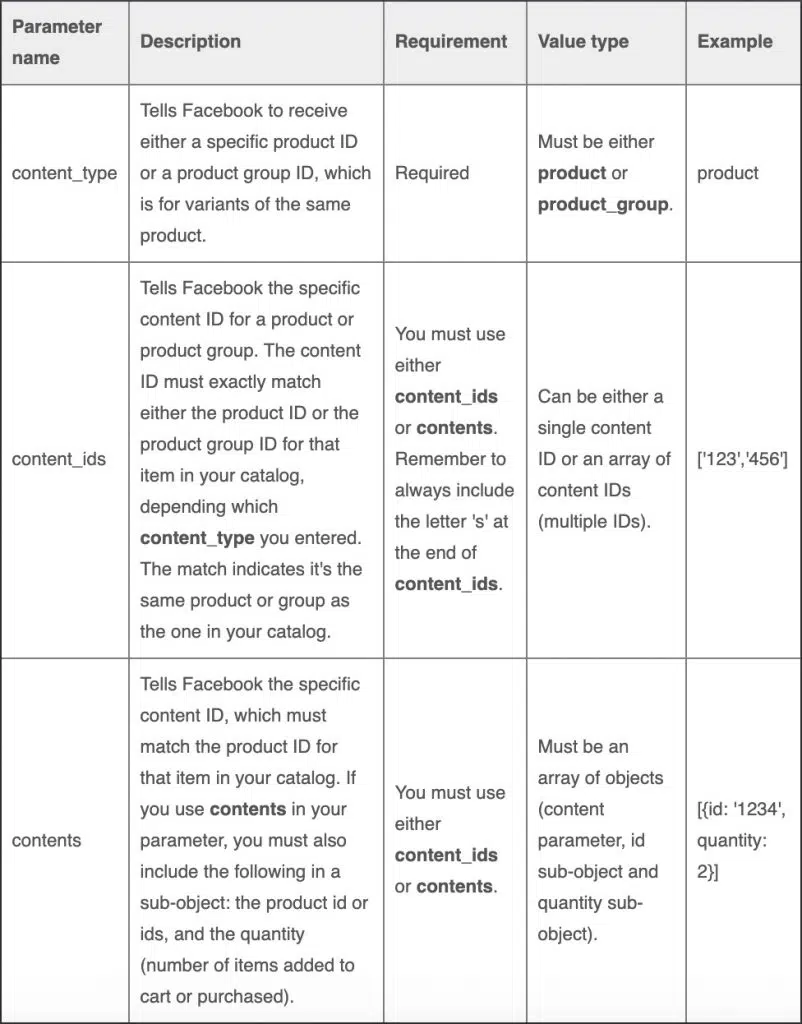 Parameter
name
Description
Requirement
Value type
Example
content_type
Tells Facebook to receive
either a specific product ID
or a product group ID, which
is for variants of the same
product.
Required
Must be either
product or
product_group.
product
content_ids
Tells Facebook the specific
content ID for a product or
product group. The content
ID must exactly match
either the product ID or the
product group ID for that
item in your catalog,
depending which
content_type you entered.
The match indicates it's the
same product or group as
the one in your catalog.
You must use
either
content_ids
or contents.
Remember to
always include
the letter 's' at
the end of
content_ids.
Can be either a
single content
ID or an array of
content IDs
(multiple IDs).
['123','456']
contents
Tells Facebook the specific
content ID, which must
match the product ID for
that item in your catalog. If
you use contents in your
parameter, you must also
include the following in a
sub-object: the product id or
ids, and the quantity
(number of items added to
cart or purchased).
You must use
either
content_ids
or contents.
Must be an
array of objects
(content
parameter, id
sub-object and
quantity sub-
object).
[{id: '1234',
quantity:
2}]